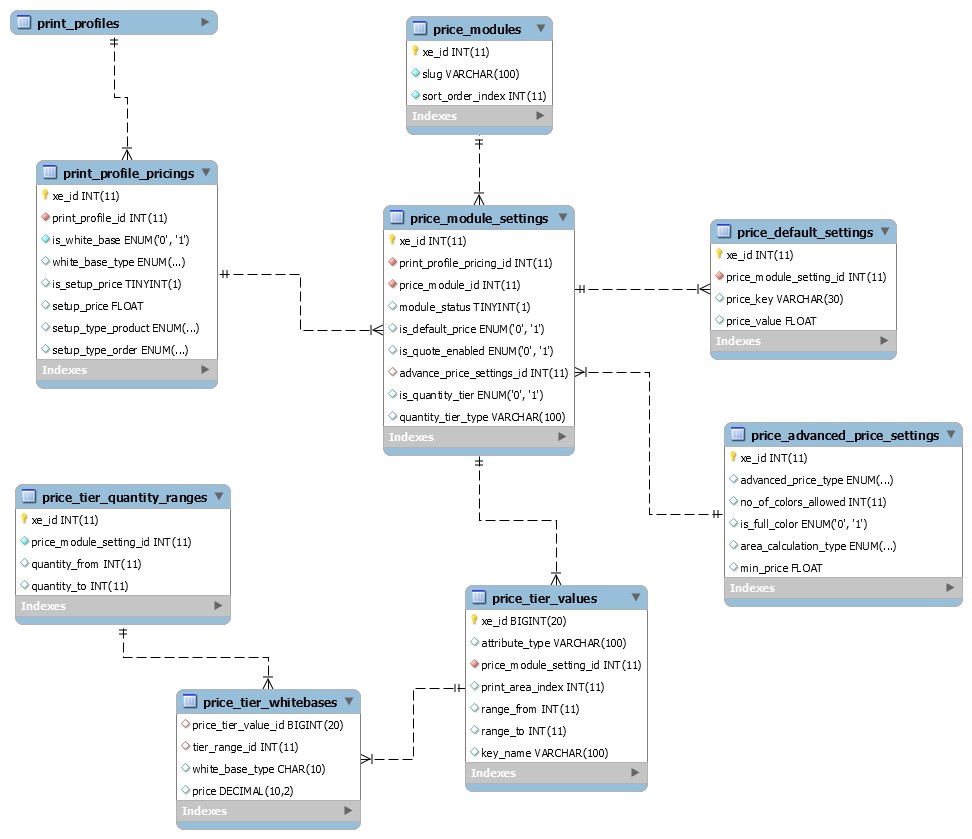 print_profiles
price_modules
xe_id INT(11)
slug VARCHAR(100)
sort_order_index INT(11)
Indexes
print_profile_pricings
xe_id INT(11)
print_profile_id INT(11)
is_white_base ENUM('0', '1')
white_base_type ENUM(...)
is_setup_price TINYINT(1)
setup_price FLOAT
setup_type_product ENUM(...)
setup_type_order ENUM(...)
Indexes
price_module_settings
xe_id INT(11)
print_profile_pricing_id INT(11)
price_module_id INT(11)
module_status TINYINT(1)
is_default_price ENUM('0', '1')
is_quote_enabled ENUM('0', '1')
advance_price_settings_id INT(11)
is_quantity_tier ENUM('0', '1')
quantity_tier_type VARCHAR(100)
Indexes
price_default_settings
xe_id INT(11)
price_module_setting_id INT(11)
price_key VARCHAR(30)
price_value FLOAT
Indexes
price_advanced_price_settings
xe_id INT(11)
advanced_price_type ENUM(...)
no_of_colors_allowed INT(11)
is_full_color ENUM('0', '1')
area_calculation_type ENUM(...)
min_price FLOAT
Indexes
price_tier_quantity_ranges
xe_id INT(11)
price_module_setting_id INT(11)
quantity_from INT(11)
quantity_to INT(11)
Indexes
price_tier_values
xe_id BIGINT(20)
attribute_type VARCHAR(100)
price_module_setting_id INT(11)
print_area_index INT(11)
range_from INT(11)
range_to INT(11)
key_name VARCHAR(100)
Indexes
price_tier_whitebases
price_tier_value_id BIGINT(20)
tier_range_id INT(11)
white_base_type CHAR(10)
price DECIMAL(10,2)
Indexes